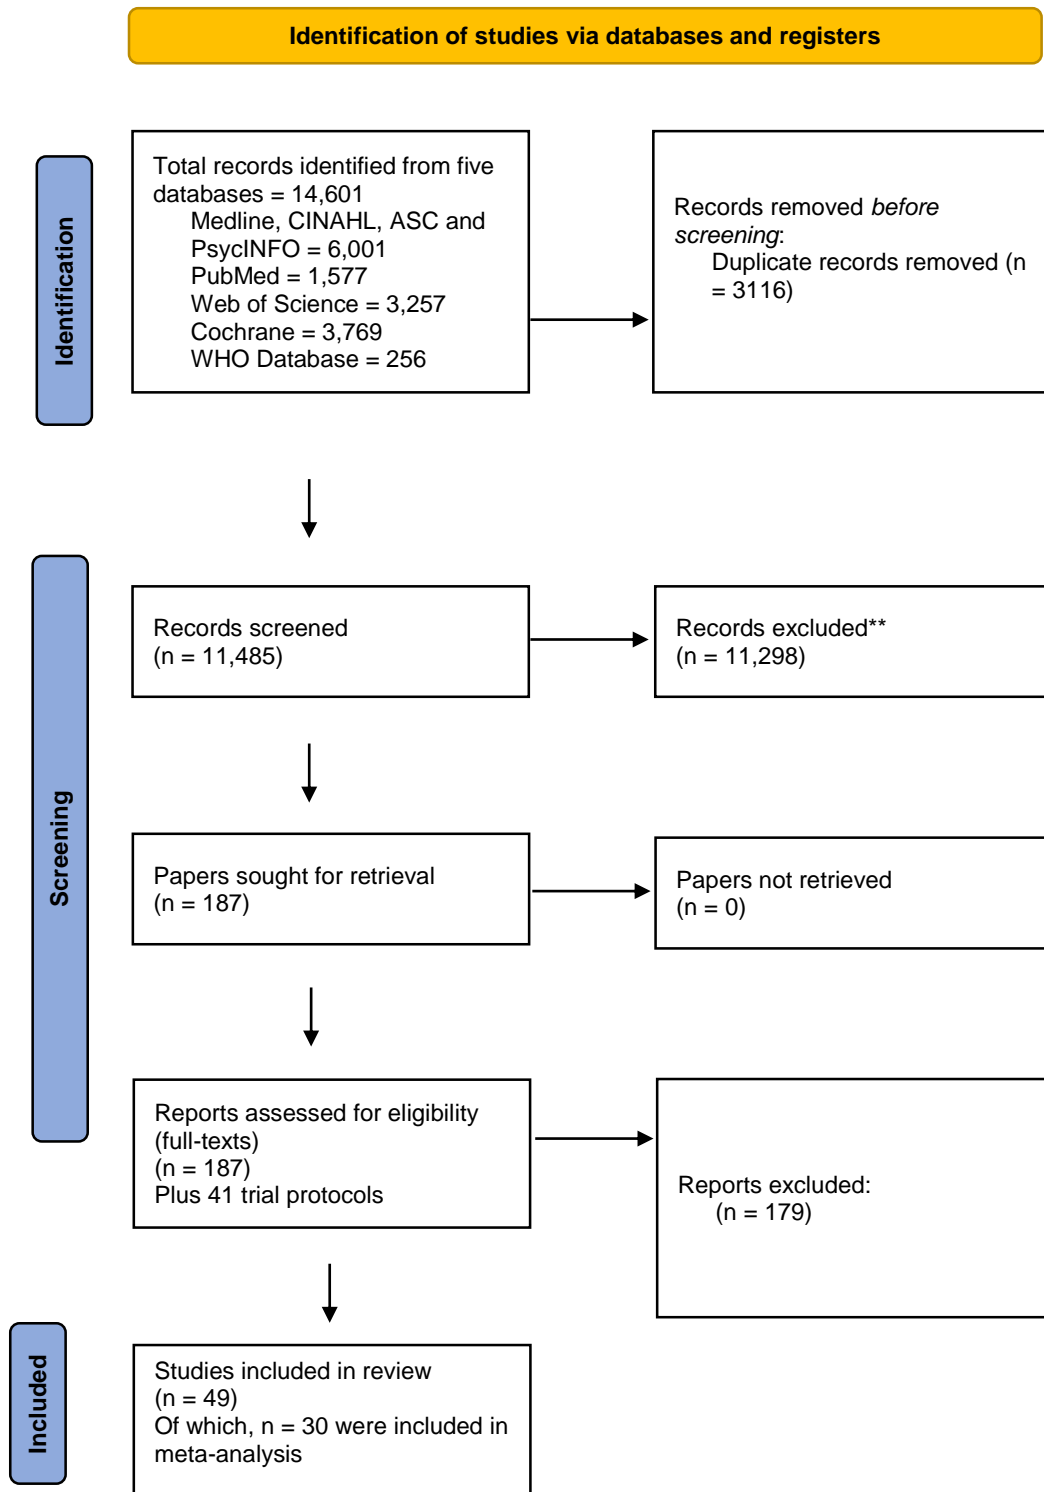 Identification of studies via databases and registers
Identification
Total records identified from five
databases = 14,601
Medline, CINAHL, ASC and
PsycINFO = 6,001
PubMed = 1,577
Web of Science = 3,257
Cochrane = 3,769
WHO Database = 256
Records removed before
screening:
Duplicate records removed (n
= 3116)
Screening
Records screened
(n = 11,485)
Records excluded**
(n = 11,298)
Papers sought for retrieval
(n = 187)
Papers not retrieved
(n = 0)
Reports assessed for eligibility
(full-texts)
(n = 187)
Plus 41 trial protocols
Reports excluded:
(n = 179)
Included
Studies included in review
(n = 49)
Of which, n = 30 were included in
meta-analysis